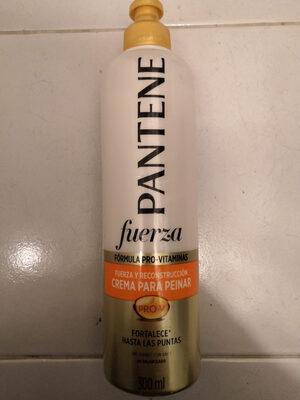 PANTENE
fuerza
FÓRMULA PRO-VITAMINAS
FUERZA Y RECONSTRUCCIÓN
CREMA PARA PEINAR
PRO-V
FORTALECE*
HASTA LAS PUNTAS
300 ml